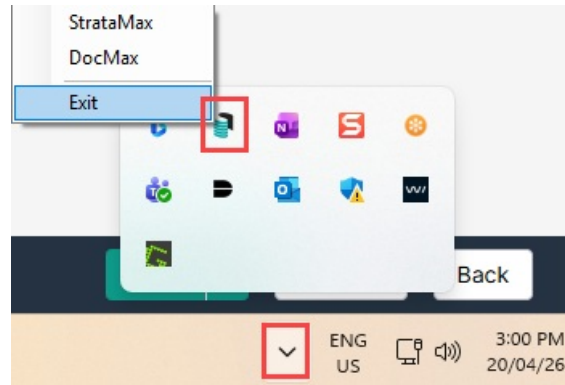 StrataMax
DocMax
Exit
Back
ENG
US
3:00 PM
20/04/26